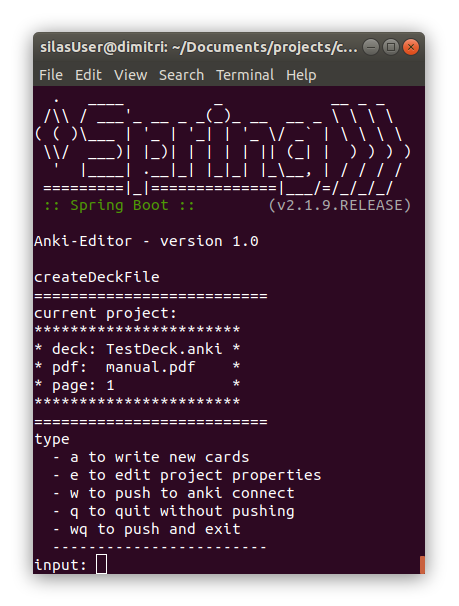 silasUser@dimitri: ~/Documents/projects/c...
File Edit View Search Terminal Help
  .   ____          _            __ _ _
 /\\ / ___'_ __ _ _(_)_ __  __ _ \ \ \ \
( ( )\___ | '_ | '_| | '_ \/ _` | \ \ \ \
 \\/  ___)| |_)| | | | | || (_| |  ) ) ) )
  '  |____| .__|_| |_|_| |_\__, | / / / /
 =========|_|==============|___/=/_/_/_/
 :: Spring Boot ::        (v2.1.9.RELEASE)
Anki-Editor - version 1.0
createDeckFile
==========================
current project:
***********************
* deck: TestDeck.anki *
* pdf:  manual.pdf    *
* page: 1             *
***********************
==========================
type
  - a to write new cards
  - e to edit project properties
  - w to push to anki connect
  - q to quit without pushing
  - wq to push and exit
  ------------------------
input: